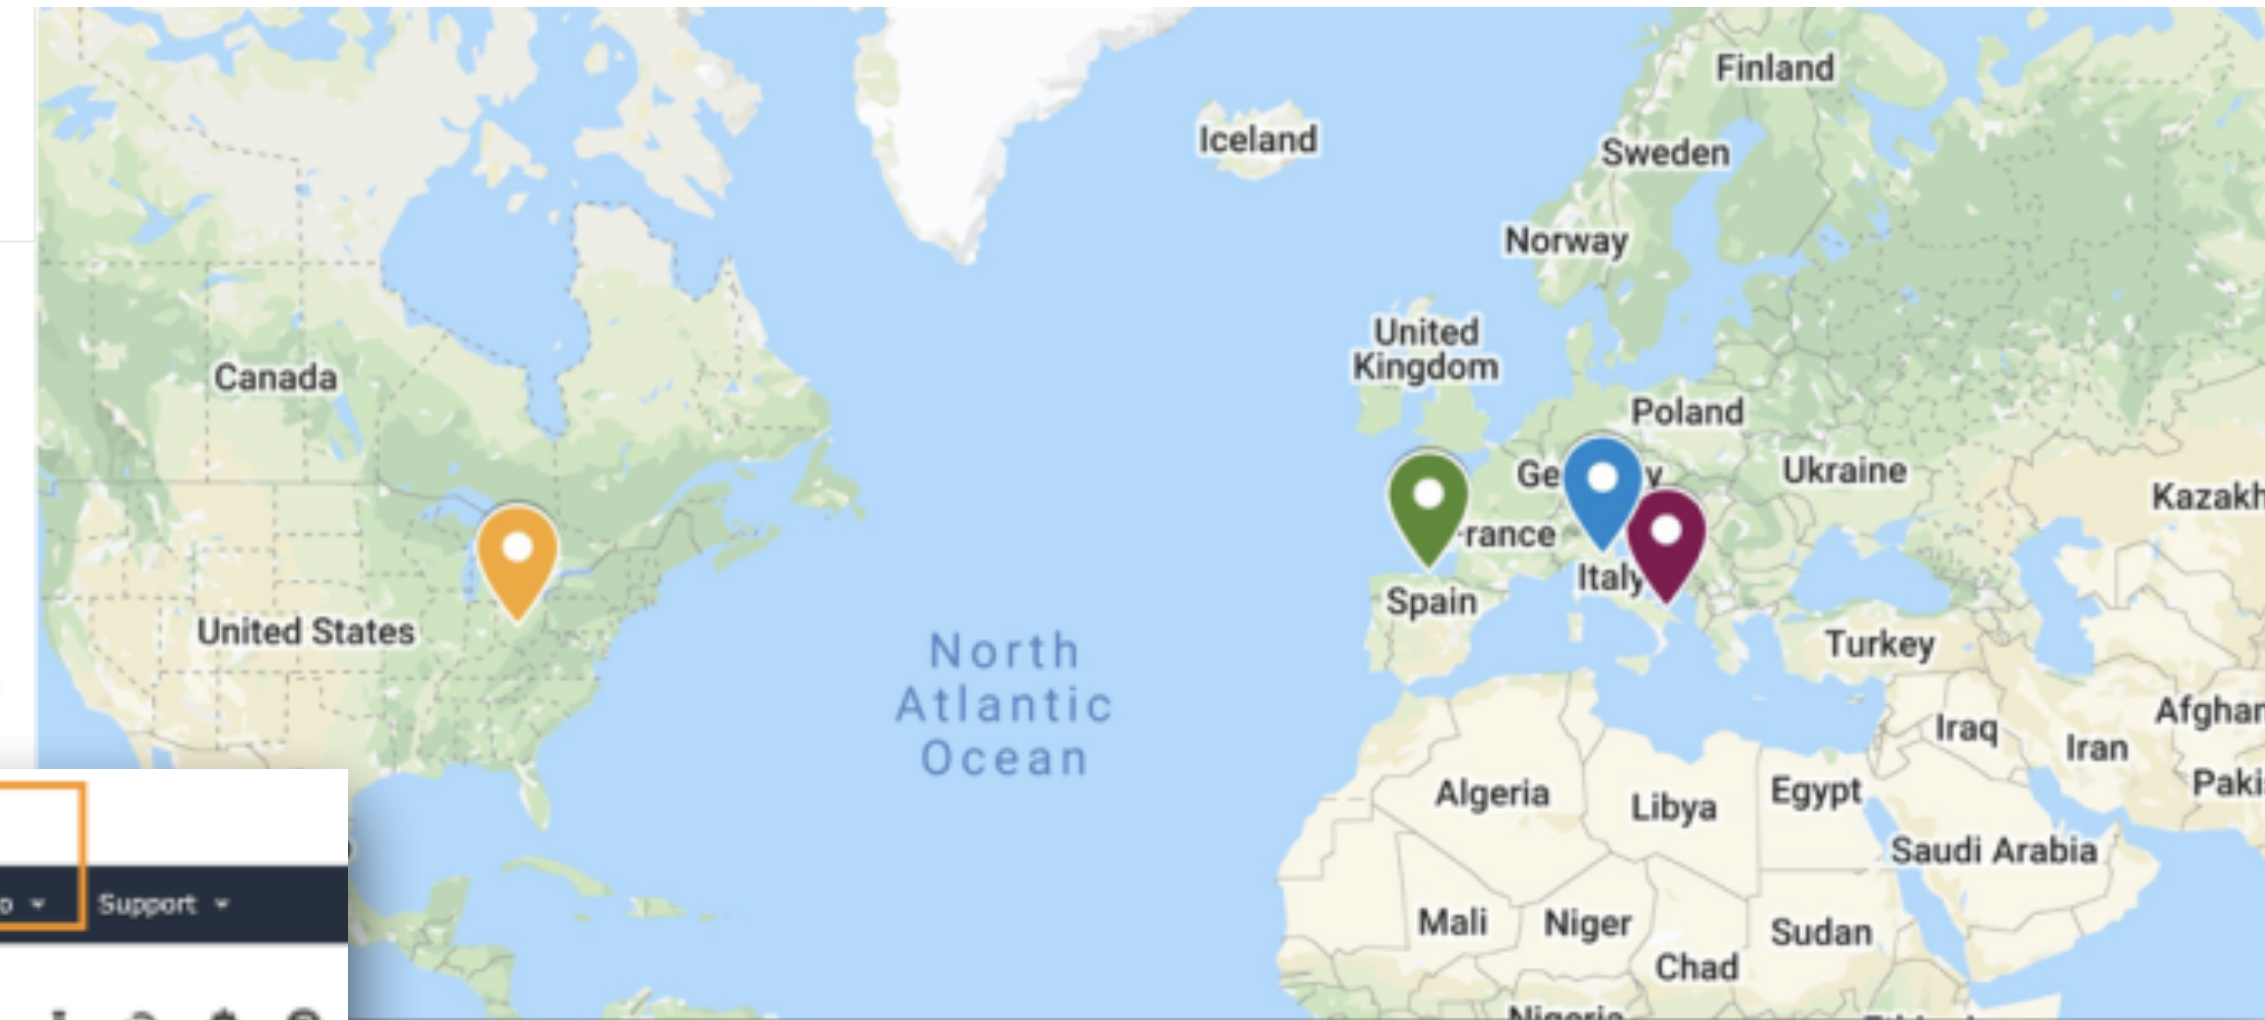 Finland
Iceland
Sweden
Norway
United
Kingdom
Canada
Poland
Ukraine
Kazakh
rance
Italy
Spain
United States
Turkey
North
Atlantic
Ocean
Afghan
Iraq
Iran
Paki
Algeria
Libya
Egypt
Saudi Arabia
Support
Mali
Niger
Sudan
Chad
Nigeria